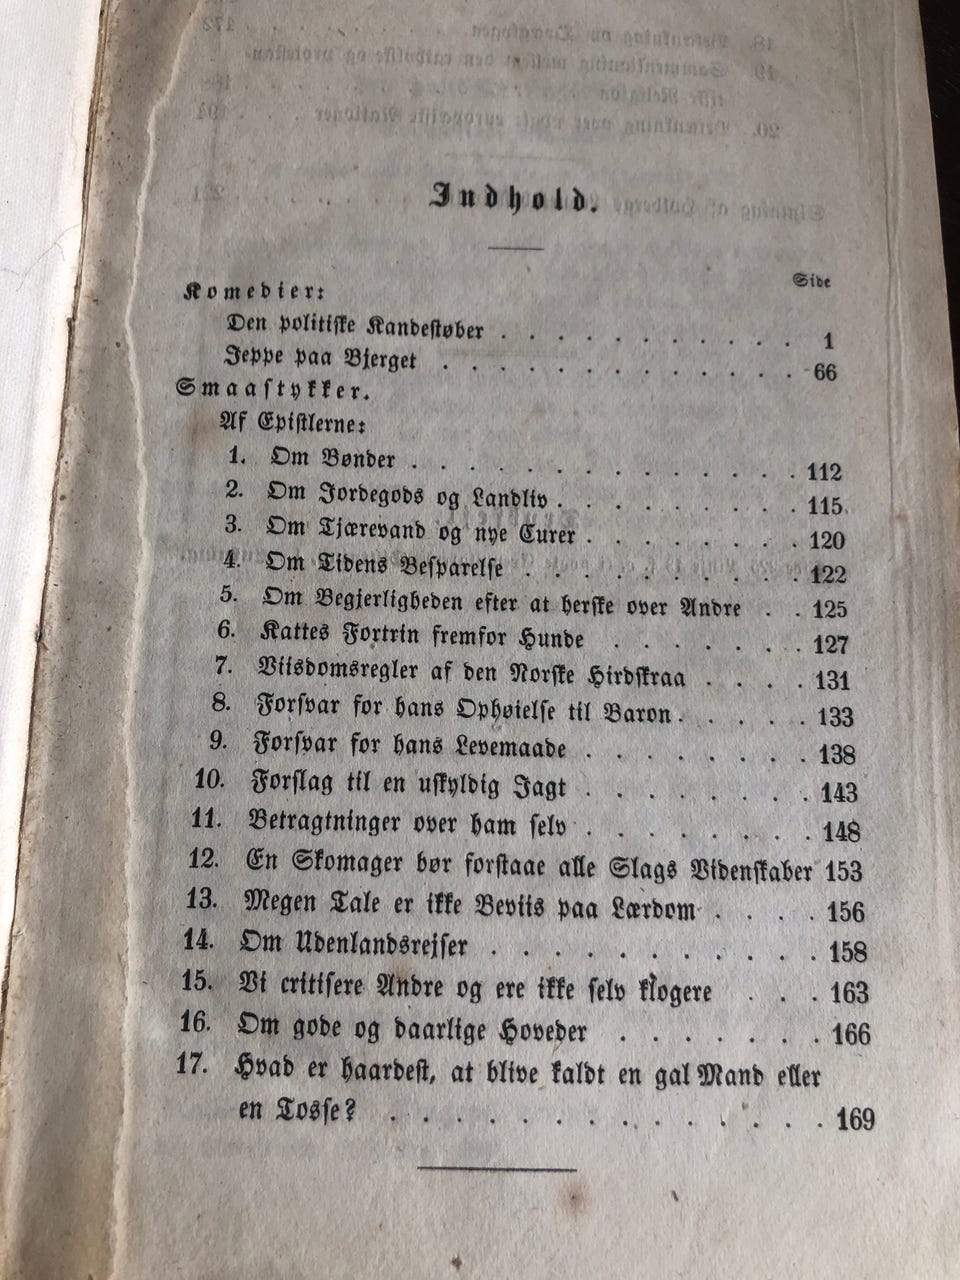 Indhold.
Side
Komedier:
Den politiske Kandestøber . . . . . . . . . . . . 1
Jeppe paa Bjerget . . . . . . . . . . . . . 66
Smaastykker.
Af Epistlerne:
1. Om Bønder . . . . . . . . . . . . . . 112
2. Om Jordegods og Landliv . . . . . . . . . 115
3. Om Tjærevand og nye Curer . . . . . . . . 120
4. Om Tidens Besparelse . . . . . . . . . . 122
5. Om Begjerligheden efter at herske over Andre . . 125
6. Kattes Fortrin fremfor Hunde . . . . . . . 127
7. Viisdomsregler af den Norske Hirdskraa . . . . 131
8. Forsvar for hans Ophøielse til Baron . . . . . 133
9. Forsvar for hans Levemaade . . . . . . . . 138
10. Forslag til en uskyldig Jagt . . . . . . . . 143
11. Betragtninger over ham selv . . . . . . . . 148
12. En Skomager bør forstaae alle Slags Videnskaber 153
13. Megen Tale er ikke Beviis paa Lærdom . . . . 156
14. Om Udenlandsrejser . . . . . . . . . . . 158
15. Vi critisere Andre og ere ikke selv klogere . . . 163
16. Om gode og daarlige Hoveder . . . . . . . 166
17. Hvad er haardest, at blive kaldt en gal Mand eller
en Tosse? . . . . . . . . . . . . . . 169